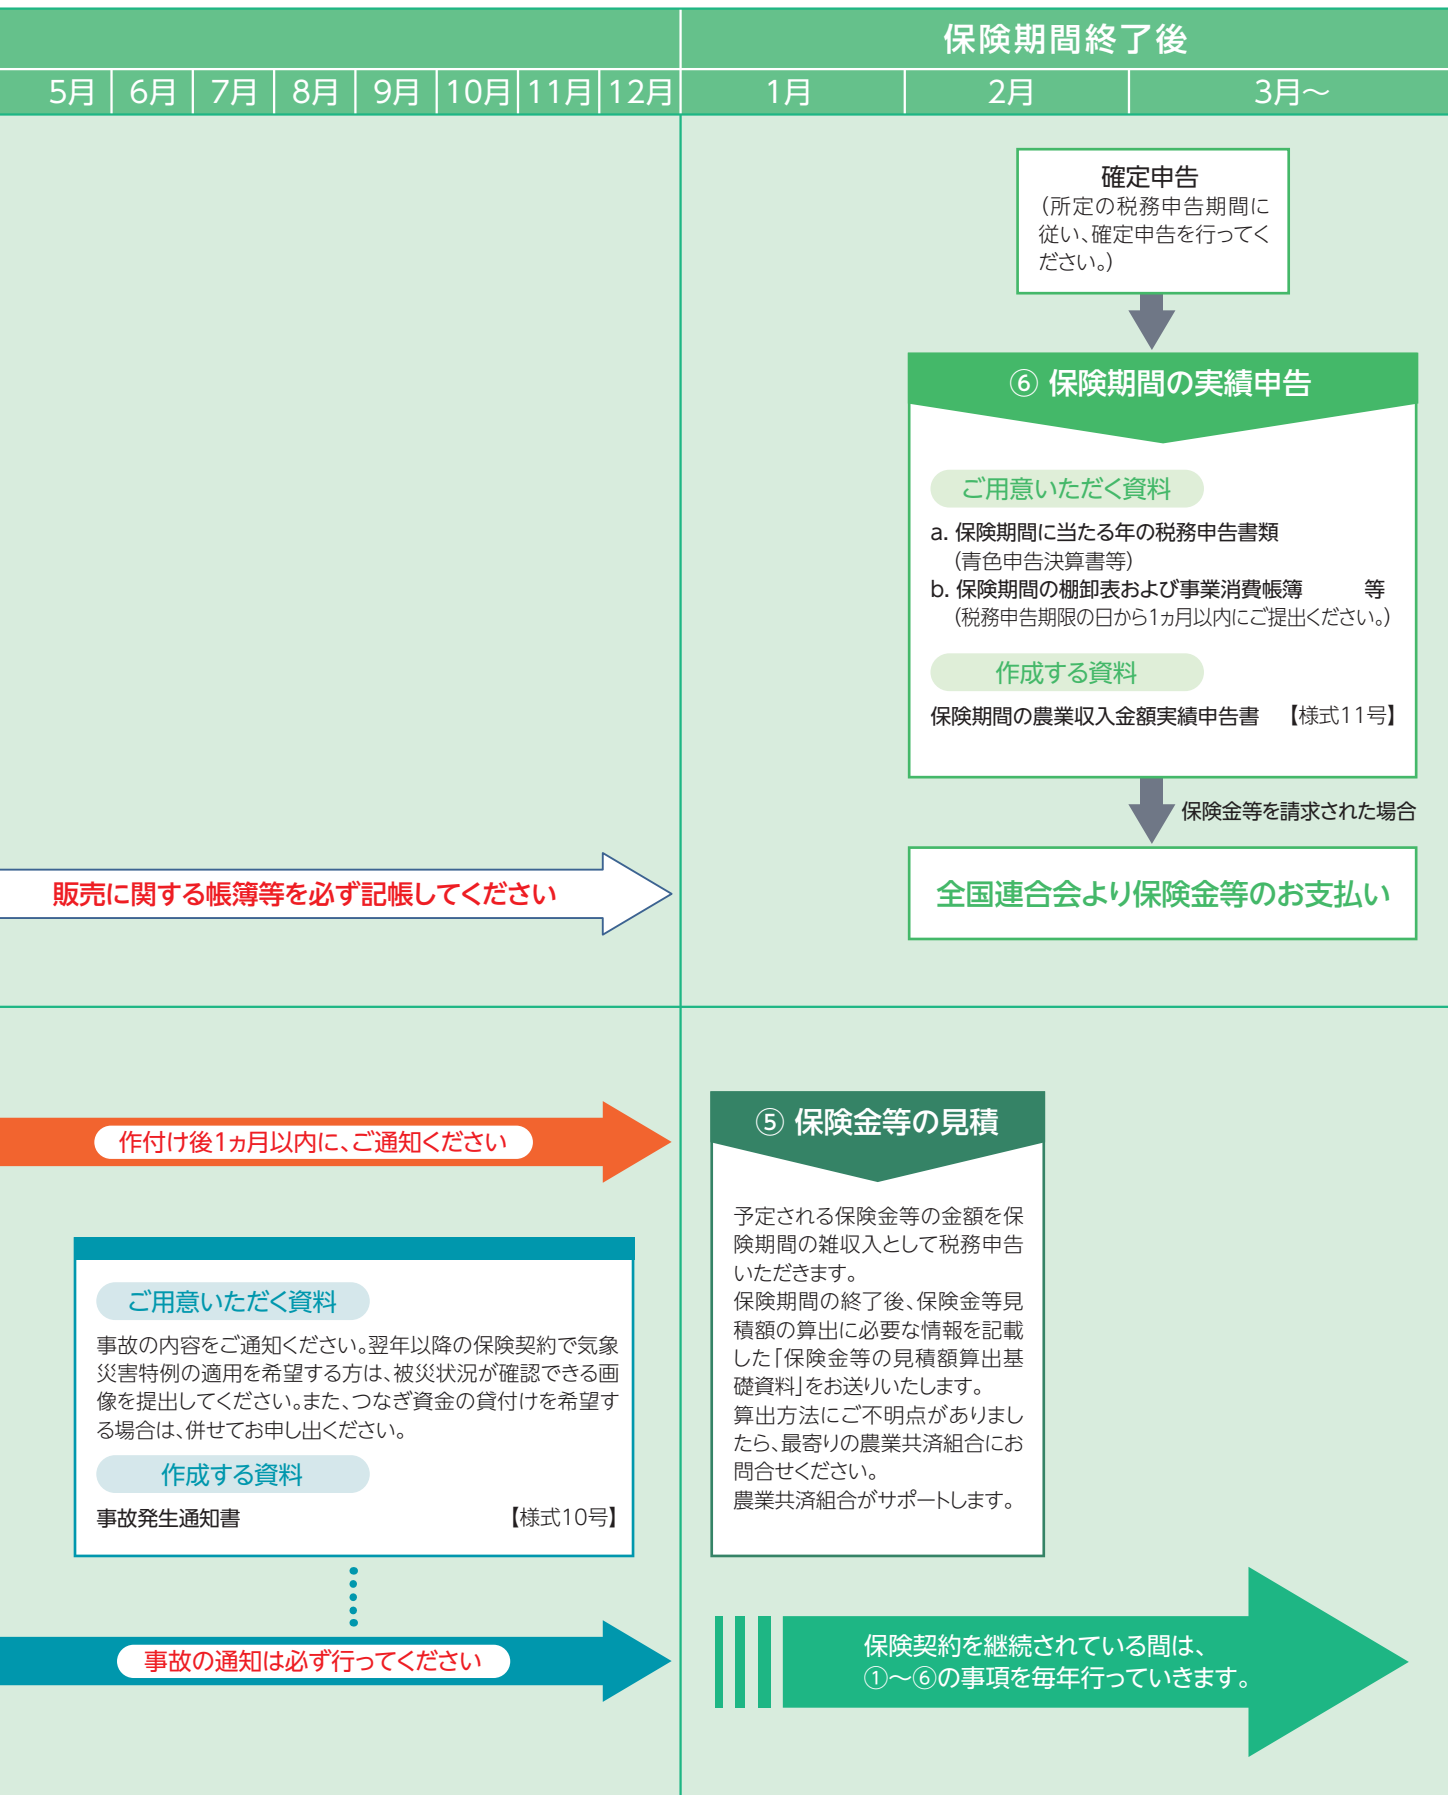 保険期間終了後
5月 6月 7月 8月 9月 10月 11月 12月 1月 2月 3月～
確定申告
（所定の税務申告期間に
従い、確定申告を行ってく
ださい。）
⑥ 保険期間の実績申告
ご用意いただく資料
a. 保険期間に当たる年の税務申告書類
（青色申告決算書等）
b. 保険期間の棚卸表および事業消費帳簿　等
（税務申告期限の日から1ヵ月以内にご提出ください。）
作成する資料
保険期間の農業収入金額実績申告書 【様式11号】
保険金等を請求された場合
全国連合会より保険金等のお支払い
販売に関する帳簿等を必ず記帳してください
作付け後1ヵ月以内に、ご通知ください
ご用意いただく資料
事故の内容をご通知ください。翌年以降の保険契約で気象
災害特例の適用を希望する方は、被災状況が確認できる画
像を提出してください。また、つなぎ資金の貸付けを希望す
る場合は、併せてお申し出ください。
作成する資料
事故発生通知書 【様式10号】
事故の通知は必ず行ってください
⑤ 保険金等の見積
予定される保険金等の金額を保
険期間の雑収入として税務申告
いただきます。
保険期間の終了後、保険金等見
積額の算出に必要な情報を記載
した「保険金等の見積額算出基
礎資料」をお送りいたします。
算出方法にご不明点がありまし
たら、最寄りの農業共済組合にお
問合せください。
農業共済組合がサポートします。
保険契約を継続されている間は、
①～⑥の事項を毎年行っていきます。